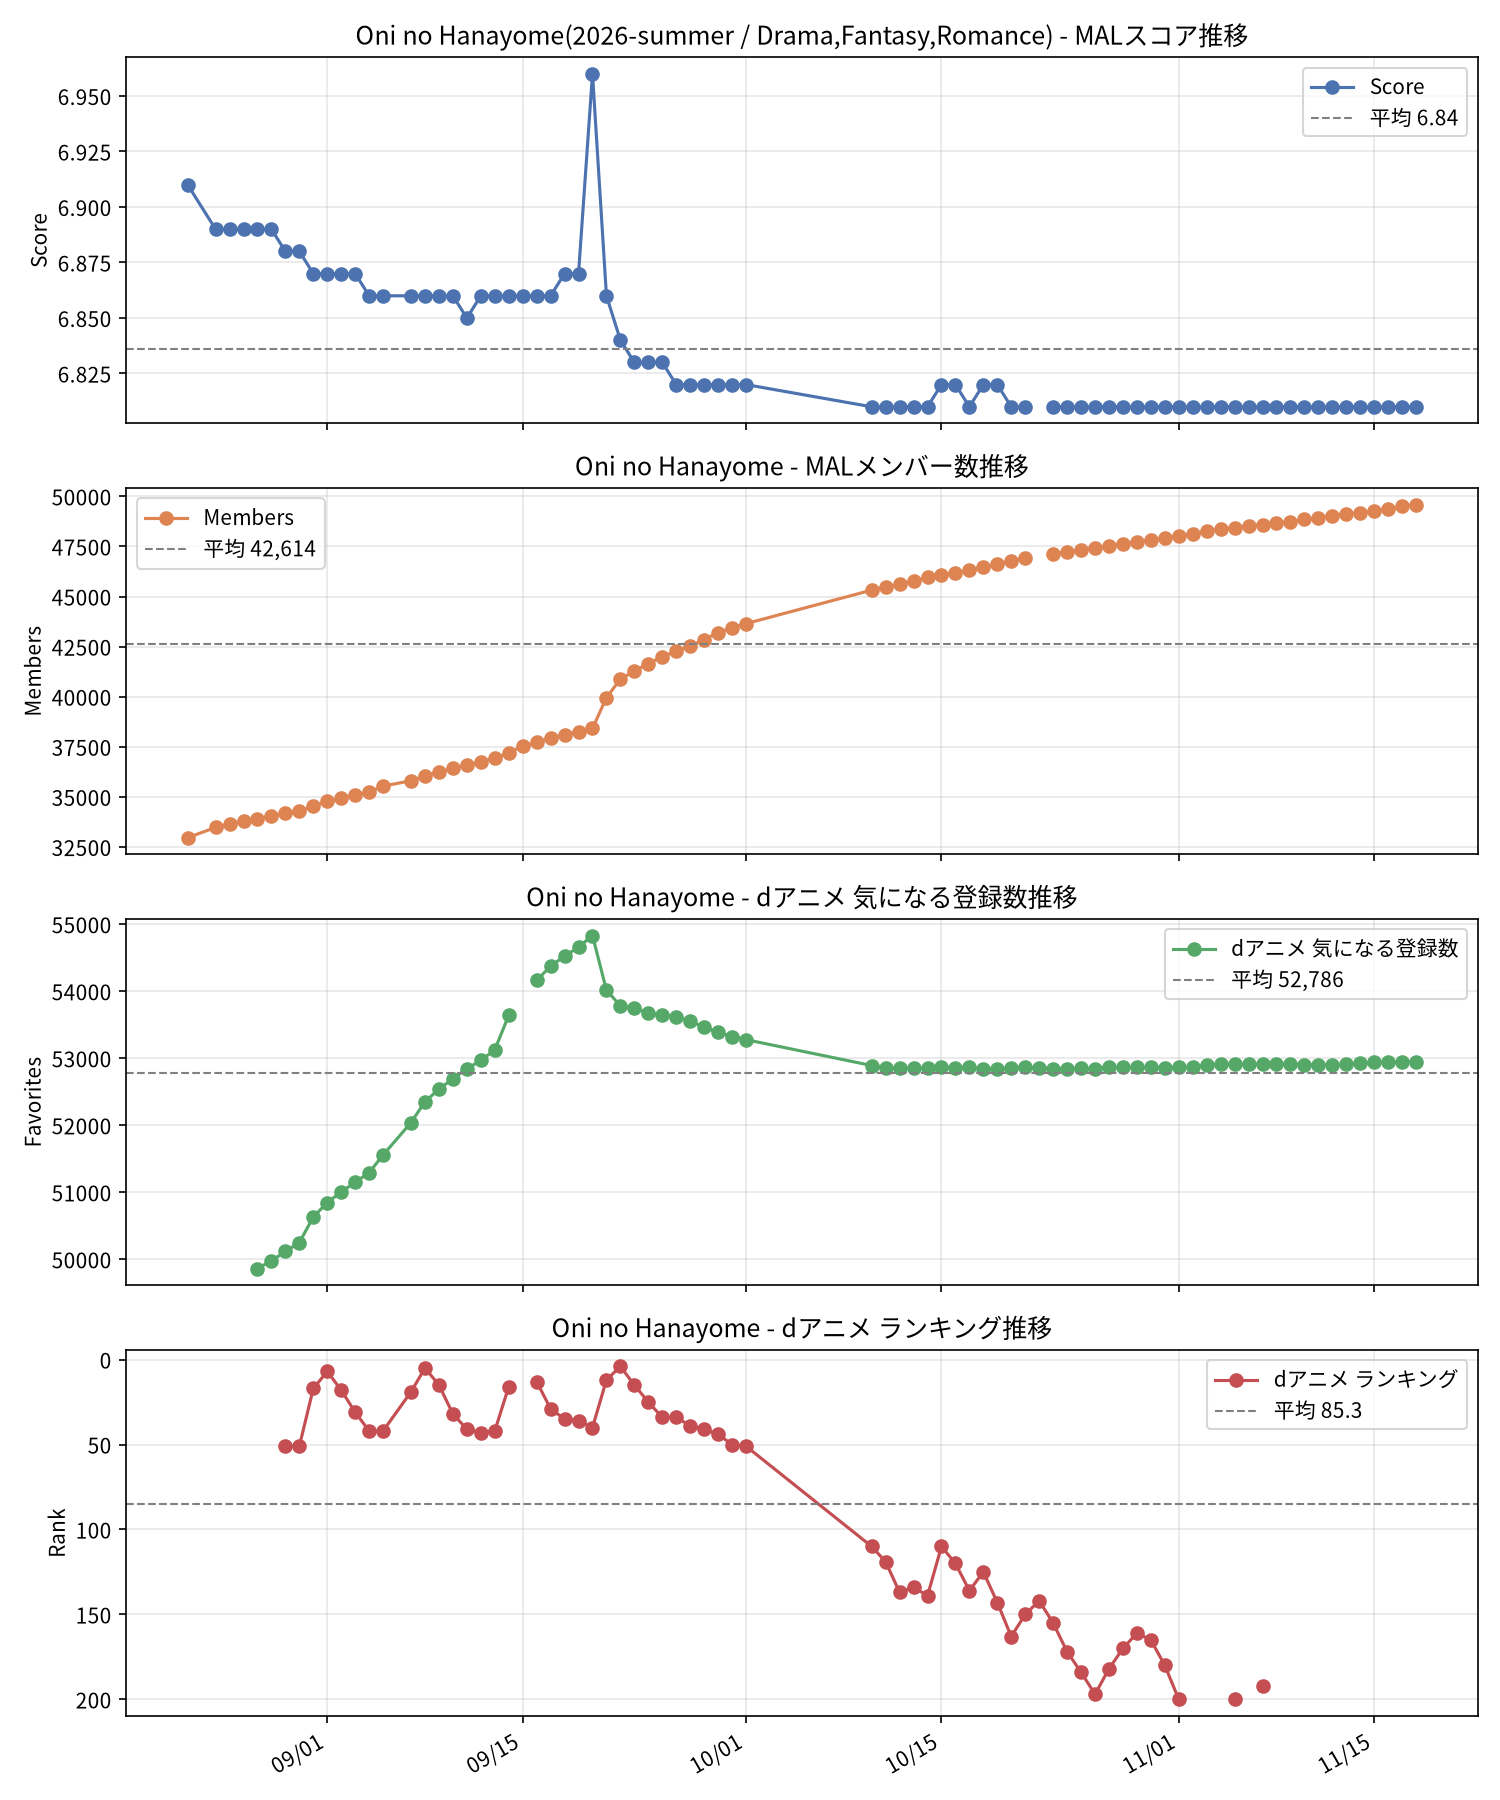 Oni no Hanayome(2026-summer / Drama,Fantasy,Romance) - MALスコア推移
Score
6.950
6.925
6.900
6.875
6.850
6.825
Score
平均 6.84
Oni no Hanayome - MALメンバー数推移
Members
50000
47500
45000
42500
40000
37500
35000
32500
Members
平均 42,614
Oni no Hanayome - dアニメ 気になる登録数推移
Favorites
55000
54000
53000
52000
51000
50000
dアニメ 気になる登録数
平均 52,786
Oni no Hanayome - dアニメ ランキング推移
Rank
0
50
100
150
200
dアニメ ランキング
平均 85.3
09/01
09/15
10/01
10/15
11/01
11/15